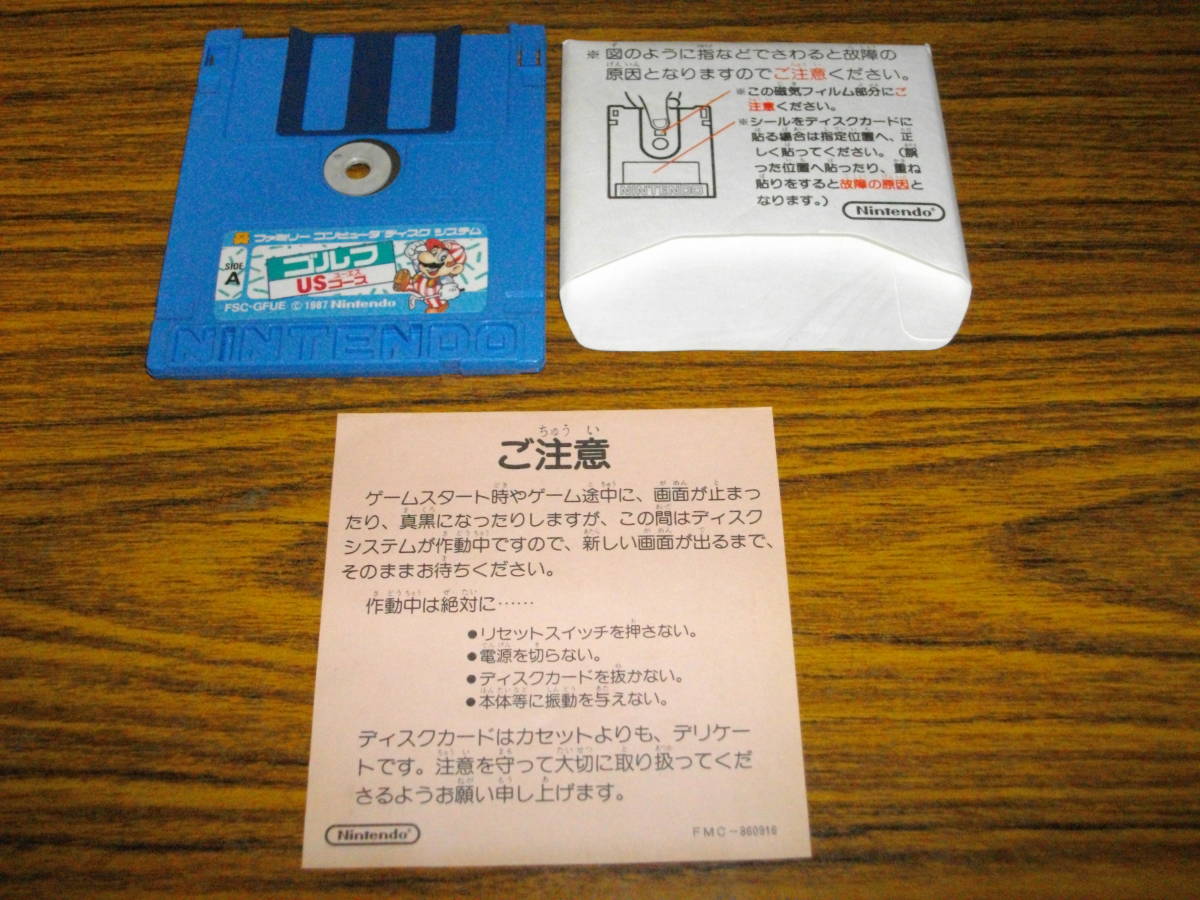 ファミリー コンピュータ ディスク システム
SIDE
A
ゴルフ
ユーエス
USコース
FSC-GFUE © 1987 Nintendo
NINTENDO
※図のように指などでさわると故障の
原因となりますのでご注意ください。
※この磁気フィルム部分にご
注意ください。
※シールをディスクカードに
貼る場合は指定位置へ、正
しく貼ってください。(誤
った位置へ貼ったり、重ね
貼りをすると故障の原因と
なります。)
NINTENDO
Nintendo®
ちゅう い
ご注意
ゲームスタート時やゲーム途中に、画面が止まっ
たり、真黒になったりしますが、この間はディスク
システムが作動中ですので、新しい画面が出るまで、
そのままお待ちください。
作動中は絶対に……
●リセットスイッチを押さない。
●電源を切らない。
●ディスクカードを抜かない。
●本体等に振動を与えない。
ディスクカードはカセットよりも、デリケー
トです。注意を守って大切に取り扱ってくだ
さるようお願い申し上げます。
Nintendo®
FMC-860916